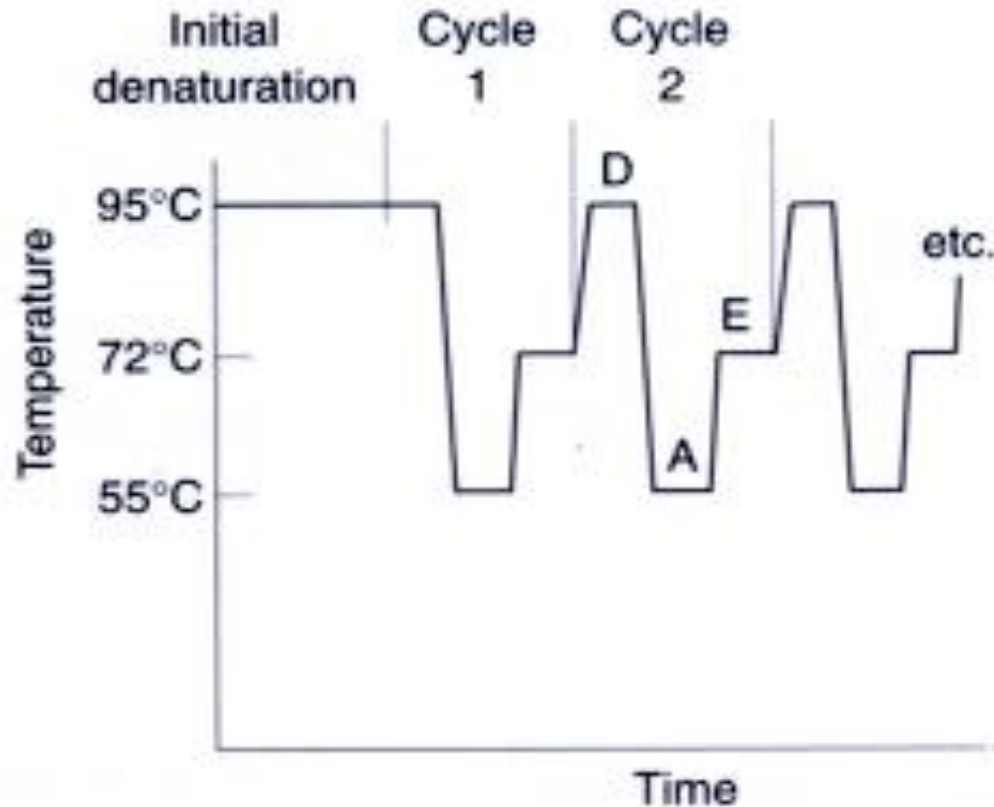 Initial
denaturation
Cycle
1
Cycle
2
D
95°C
etc.
E
72°C
A
55°C
Temperature
Time